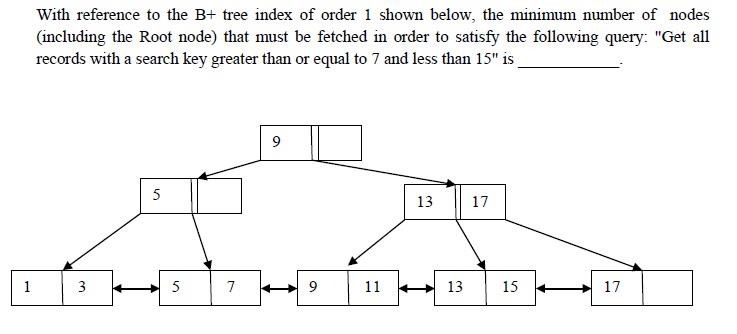 With reference to the B+ tree index of order 1 shown below, the minimum number of nodes
(including the Root node) that must be fetched in order to satisfy the following query: "Get all
records with a search key greater than or equal to 7 and less than 15" is ____________.
9
5
13 17
1 3 5 7 9 11 13 15 17